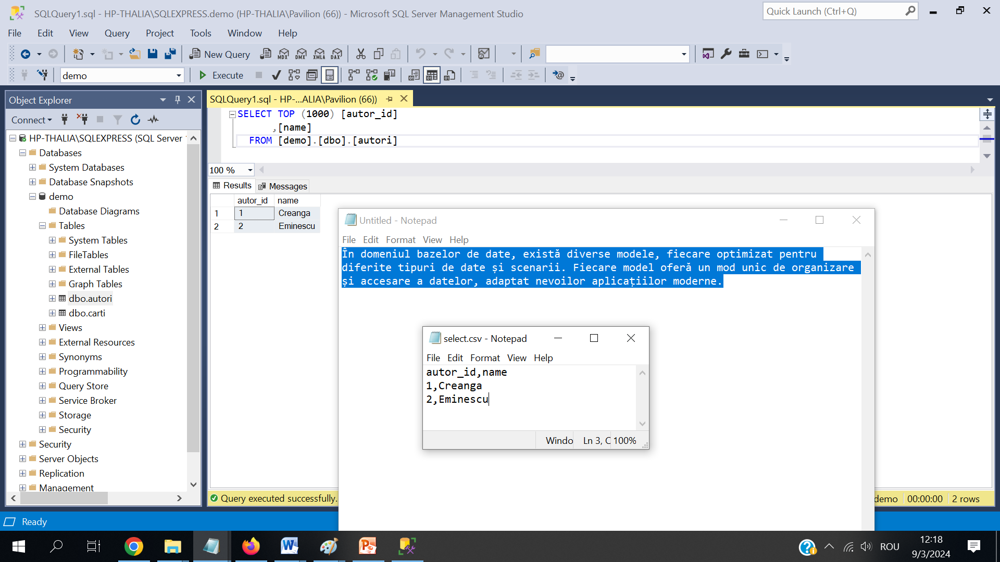 SQLQuery1.sql - HP-THALIA\SQLEXPRESS.demo (HP-THALIA\Pavilion (66)) - Microsoft SQL Server Management Studio
Quick Launch (Ctrl+Q)
File Edit View Query Project Tools Window Help
New Query MDX DMX XMLA DAX
demo Execute
Object Explorer
Connect
HP-THALIA\SQLEXPRESS (SQL Server
Databases
System Databases
Database Snapshots
demo
Database Diagrams
Tables
System Tables
FileTables
External Tables
Graph Tables
dbo.autori
dbo.carti
Views
External Resources
Synonyms
Programmability
Query Store
Service Broker
Storage
Security
Security
Server Objects
Replication
Management
SQLQuery1.sql - HP-...ALIA\Pavilion (66))
SELECT TOP (1000) [autor_id]
,[name]
FROM [demo].[dbo].[autori]
100 %
Results Messages
autor_id name
1 1 Creanga
2 2 Eminescu
Untitled - Notepad
File Edit Format View Help
În domeniul bazelor de date, există diverse modele, fiecare optimizat pentru
diferite tipuri de date și scenarii. Fiecare model oferă un mod unic de organizare
și accesare a datelor, adaptat nevoilor aplicațiilor moderne.
select.csv - Notepad
File Edit Format View Help
autor_id,name
1,Creanga
2,Eminescu
Windo Ln 3, C 100%
Query executed successfully.
demo 00:00:00 2 rows
Ready
ROU
12:18
9/3/2024